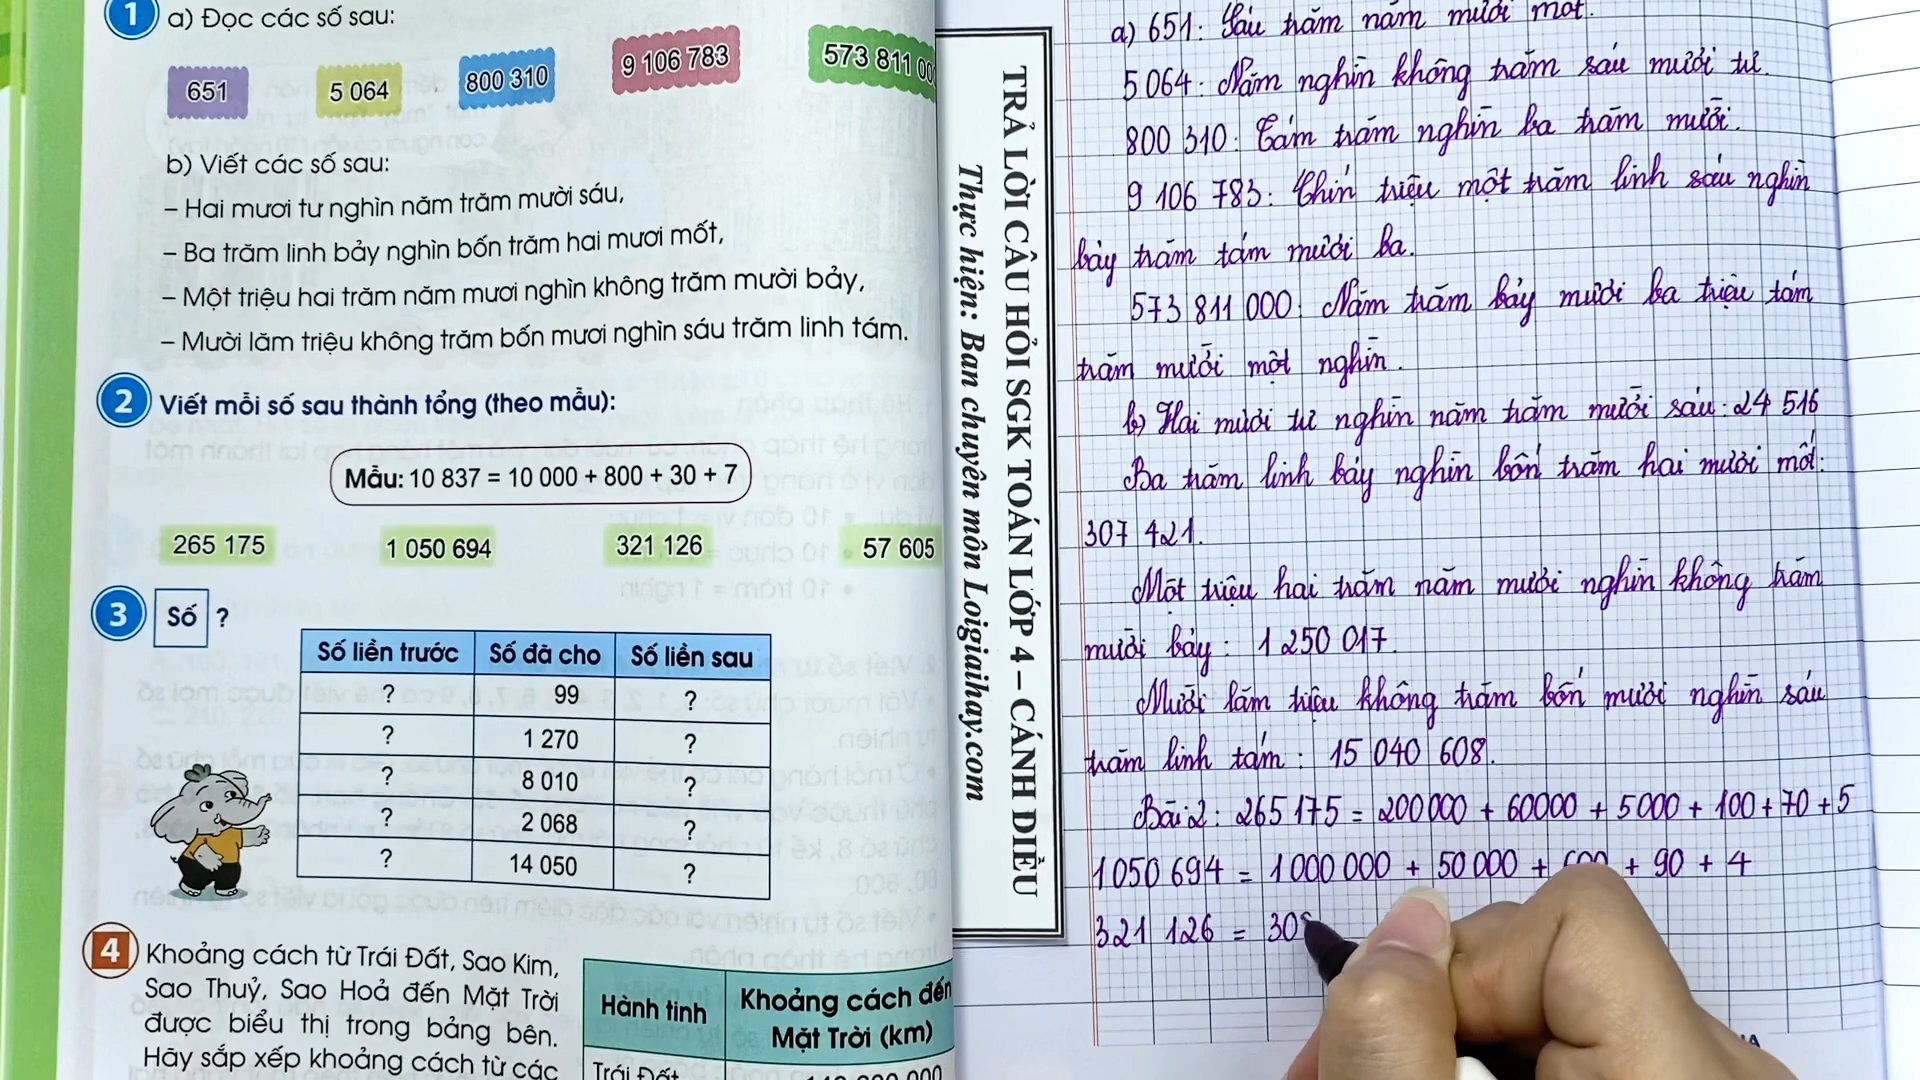 1 a) Đọc các số sau:
651 5 064 800 310 9 106 783 573 811 00
b) Viết các số sau:
– Hai mươi tư nghìn năm trăm mười sáu,
– Ba trăm linh bảy nghìn bốn trăm hai mươi mốt,
– Một triệu hai trăm năm mươi nghìn không trăm mười bảy,
– Mười lăm triệu không trăm bốn mươi nghìn sáu trăm linh tám.
2 Viết mỗi số sau thành tổng (theo mẫu):
Mẫu: 10 837 = 10 000 + 800 + 30 + 7
265 175 1 050 694 321 126 57 605
3 Số ?
Số liền trước Số đã cho Số liền sau
? 99 ?
? 1 270 ?
? 8 010 ?
? 2 068 ?
? 14 050 ?
4 Khoảng cách từ Trái Đất, Sao Kim,
Sao Thuỷ, Sao Hoả đến Mặt Trời
được biểu thị trong bảng bên.
Hãy sắp xếp khoảng cách từ các
Hành tinh Khoảng cách đến
Mặt Trời (km)
Trái Đất
TRẢ LỜI CÂU HỎI SGK TOÁN LỚP 4 – CÁNH DIỀU
Thực hiện: Ban chuyên môn Loigiaihay.com
a) 651: Sáu trăm năm mươi mốt.
5 064: Năm nghìn không trăm sáu mươi tư.
800 310: Tám trăm nghìn ba trăm mười.
9 106 783: Chín triệu một trăm linh sáu nghìn
bảy trăm tám mươi ba.
573 811 000: Năm trăm bảy mươi ba triệu tám
trăm mười một nghìn.
b) Hai mươi tư nghìn năm trăm mười sáu: 24 516
Ba trăm linh bảy nghìn bốn trăm hai mươi mốt:
307 421.
Một triệu hai trăm năm mươi nghìn không trăm
mười bảy: 1 250 017.
Mười lăm triệu không trăm bốn mươi nghìn sáu
trăm linh tám: 15 040 608.
Bài 2: 265 175 = 200 000 + 60000 + 5 000 + 100 + 70 + 5
1 050 694 = 1 000 000 + 50 000 + 600 + 90 + 4
321 126 = 30